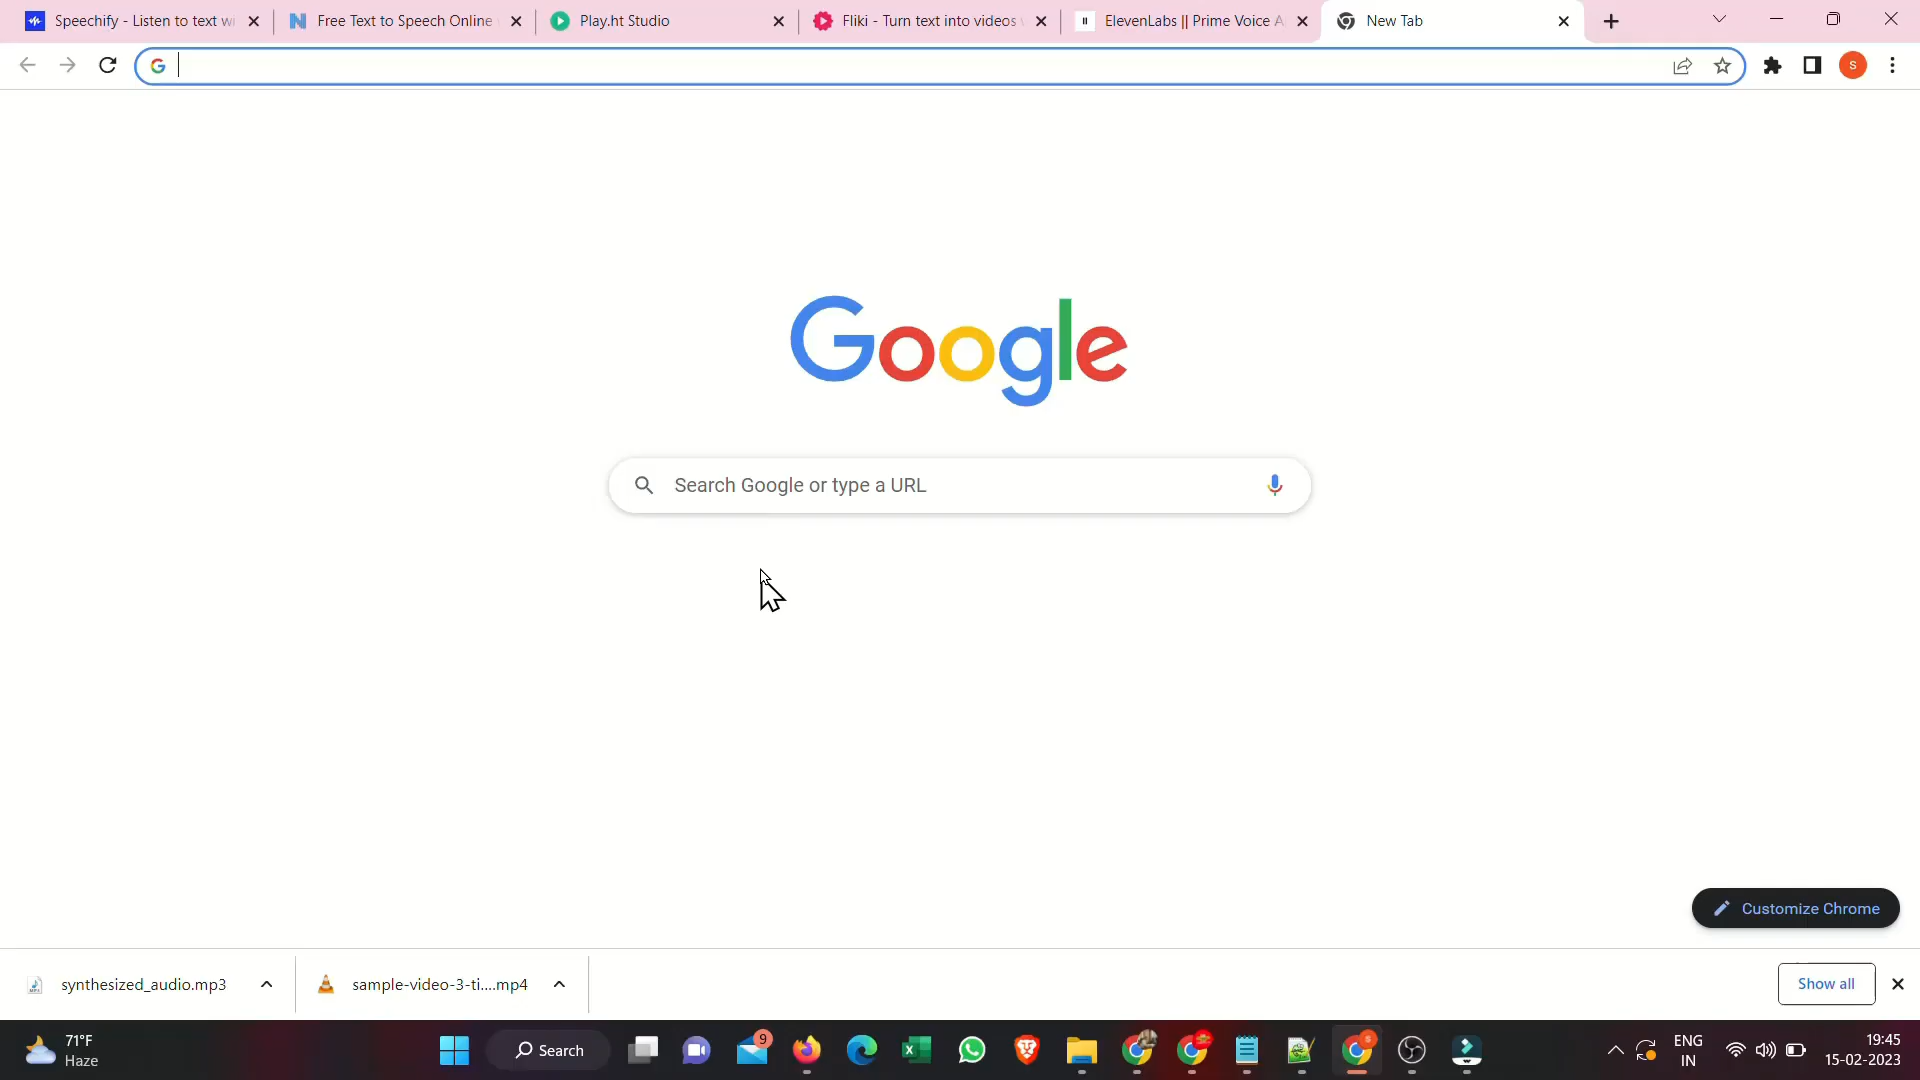 Speechify - Listen to text wi
Free Text to Speech Online
Play.ht Studio
Fliki - Turn text into videos
ElevenLabs || Prime Voice A
New Tab
G
S
Google
Search Google or type a URL
Customize Chrome
synthesized_audio.mp3
sample-video-3-ti....mp4
Show all
71°F
Haze
Search
9
ENG
IN
19:45
15-02-2023